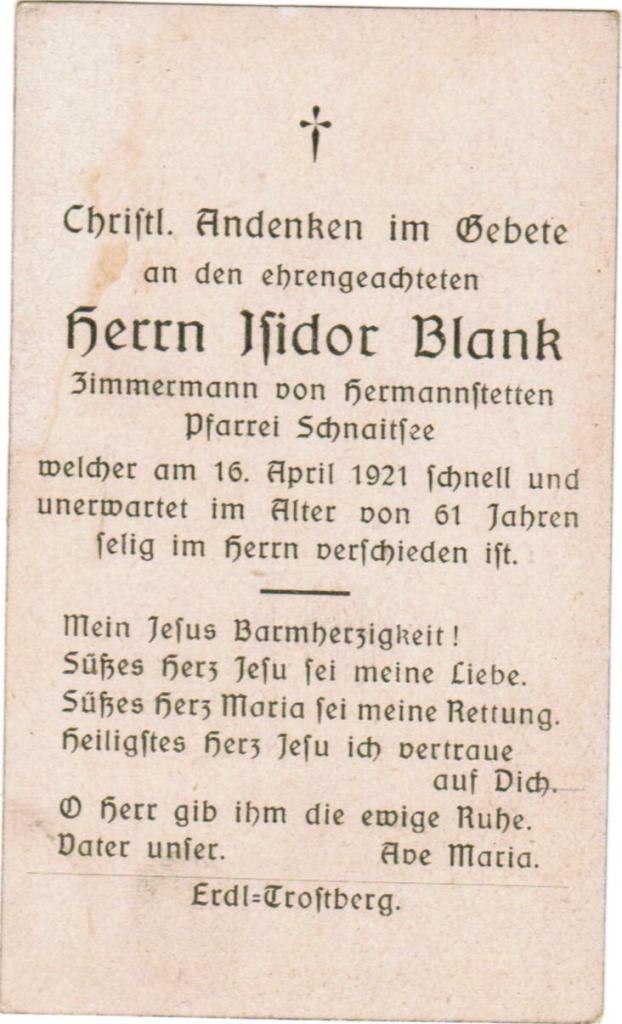 Christl. Andenken im Gebete
an den ehrengeachteten
Herrn Isidor Blank
Zimmermann von Hermannstetten
Pfarrei Schnaitsee
welcher am 16. April 1921 schnell und
unerwartet im Alter von 61 Jahren
selig im Herrn verschieden ist.
Mein Jesus Barmherzigkeit!
Süßes Herz Jesu sei meine Liebe.
Süßes Herz Maria sei meine Rettung.
Heiligstes Herz Jesu ich vertraue
auf Dich.
O Herr gib ihm die ewige Ruhe.
Vater unser. Ave Maria.
Erdl=Trostberg.